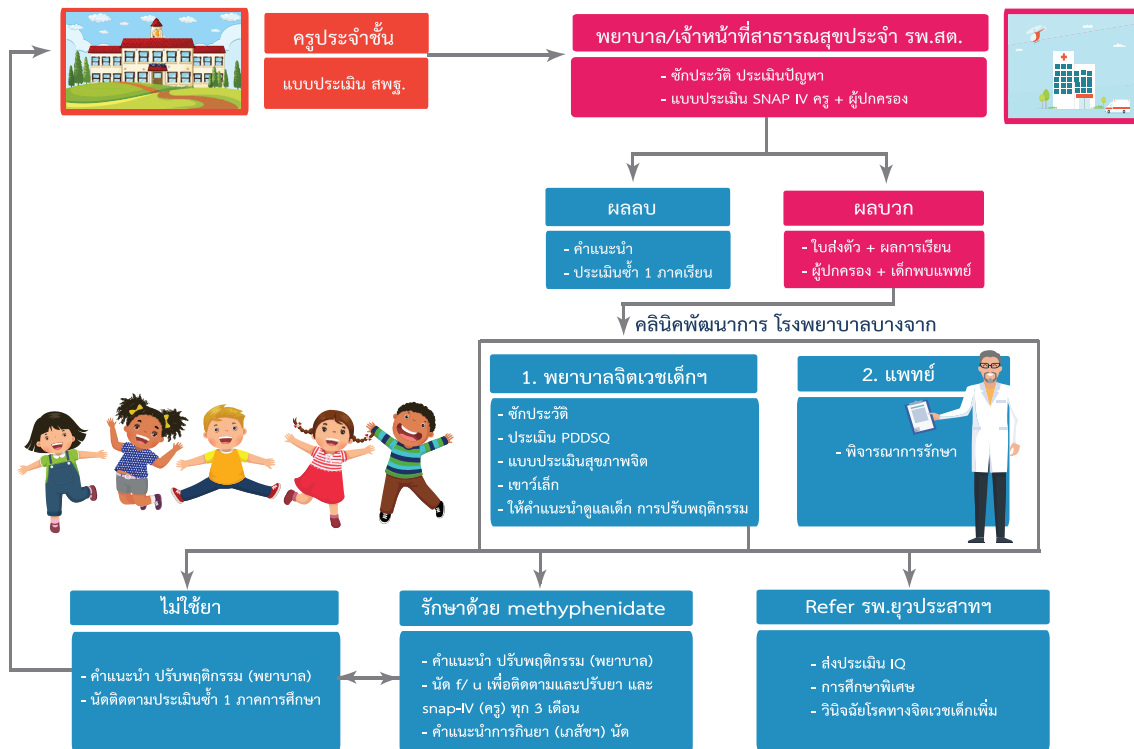 ครูประจำชั้น
แบบประเมิน สพฐ.
พยาบาล/เจ้าหน้าที่สาธารณสุขประจำ รพ.สต.
- ซักประวัติ ประเมินปัญหา
- แบบประเมิน SNAP IV ครู + ผู้ปกครอง
ผลลบ
- คำแนะนำ
- ประเมินซ้ำ 1 ภาคเรียน
ผลบวก
- ใบส่งตัว + ผลการเรียน
- ผู้ปกครอง + เด็กพบแพทย์
คลินิคพัฒนาการ โรงพยาบาลบางจาก
1. พยาบาลจิตเวชเด็กฯ
- ซักประวัติ
- ประเมิน PDDSQ
- แบบประเมินสุขภาพจิต
- เขาว์เล็ก
- ให้คำแนะนำดูแลเด็ก การปรับพฤติกรรม
2. แพทย์
- พิจารณาการรักษา
ไม่ใช้ยา
- คำแนะนำ ปรับพฤติกรรม (พยาบาล)
- นัดติดตามประเมินซ้ำ 1 ภาคการศึกษา
รักษาด้วย methyphenidate
- คำแนะนำ ปรับพฤติกรรม (พยาบาล)
- นัด f/ u เพื่อติดตามและปรับยา และ
snap-IV (ครู) ทุก 3 เดือน
- คำแนะนำการกินยา (เภสัชฯ) นัด
Refer รพ.ยุวประสาทฯ
- ส่งประเมิน IQ
- การศึกษาพิเศษ
- วินิจฉัยโรคทางจิตเวชเด็กเพิ่ม